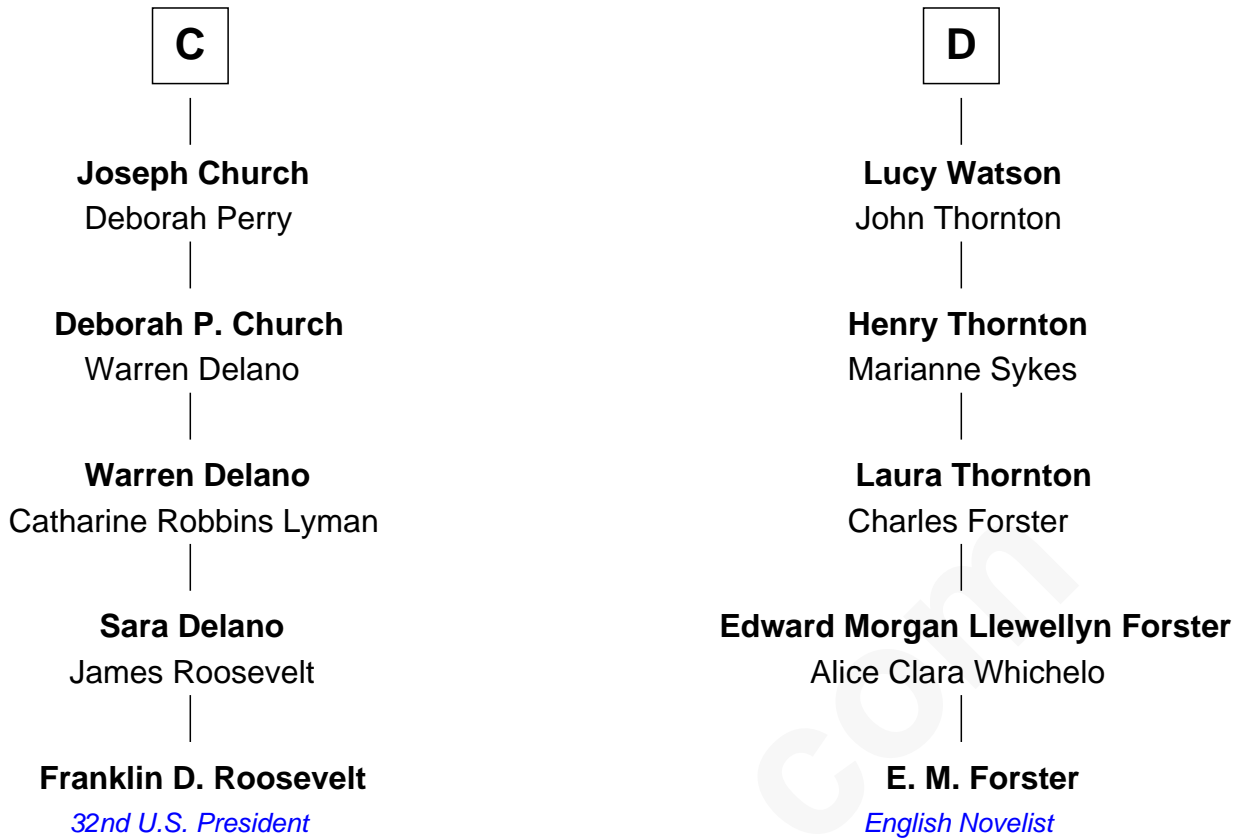 C
Joseph Church
Deborah Perry
Deborah P. Church
Warren Delano
Warren Delano
Catharine Robbins Lyman
Sara Delano
James Roosevelt
Franklin D. Roosevelt
32nd U.S. President
D
Lucy Watson
John Thornton
Henry Thornton
Marianne Sykes
Laura Thornton
Charles Forster
Edward Morgan Llewellyn Forster
Alice Clara Whichelo
E. M. Forster
English Novelist
com